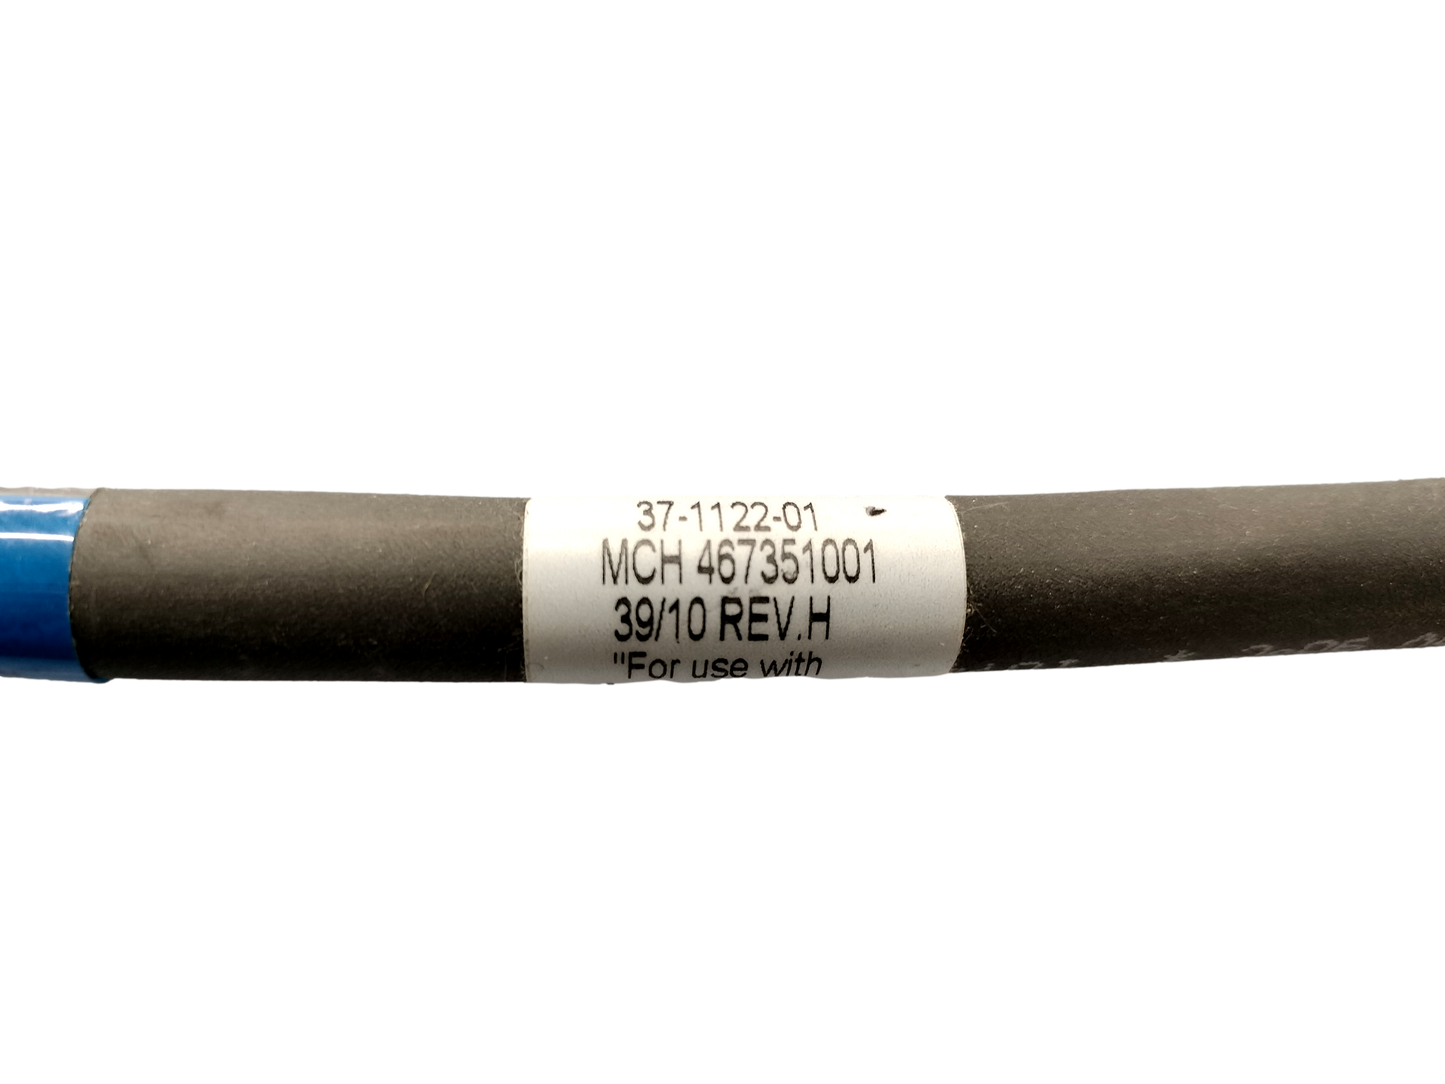 37-1122-01
MCH 467351001
39/10 REV.H
"For use with